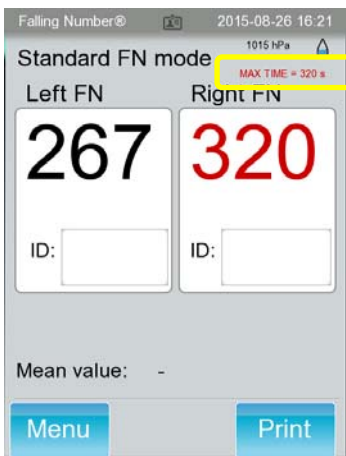 Falling Number® 2015-08-26 16:21
1015 hPa
Standard FN mode
MAX TIME = 320 s
Left FN Right FN
267 320
ID: ID:
Mean value: -
Menu Print